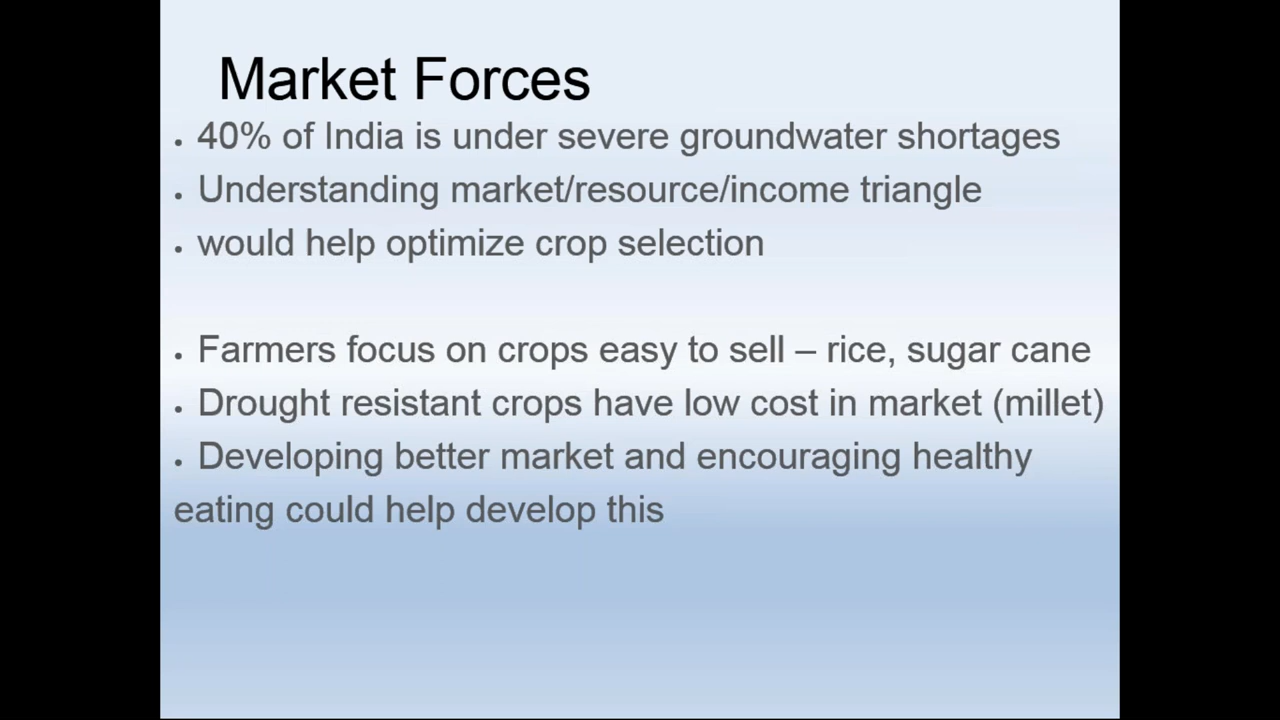 Market Forces
• 40% of India is under severe groundwater shortages
• Understanding market/resource/income triangle
• would help optimize crop selection
• Farmers focus on crops easy to sell – rice, sugar cane
• Drought resistant crops have low cost in market (millet)
• Developing better market and encouraging healthy
eating could help develop this